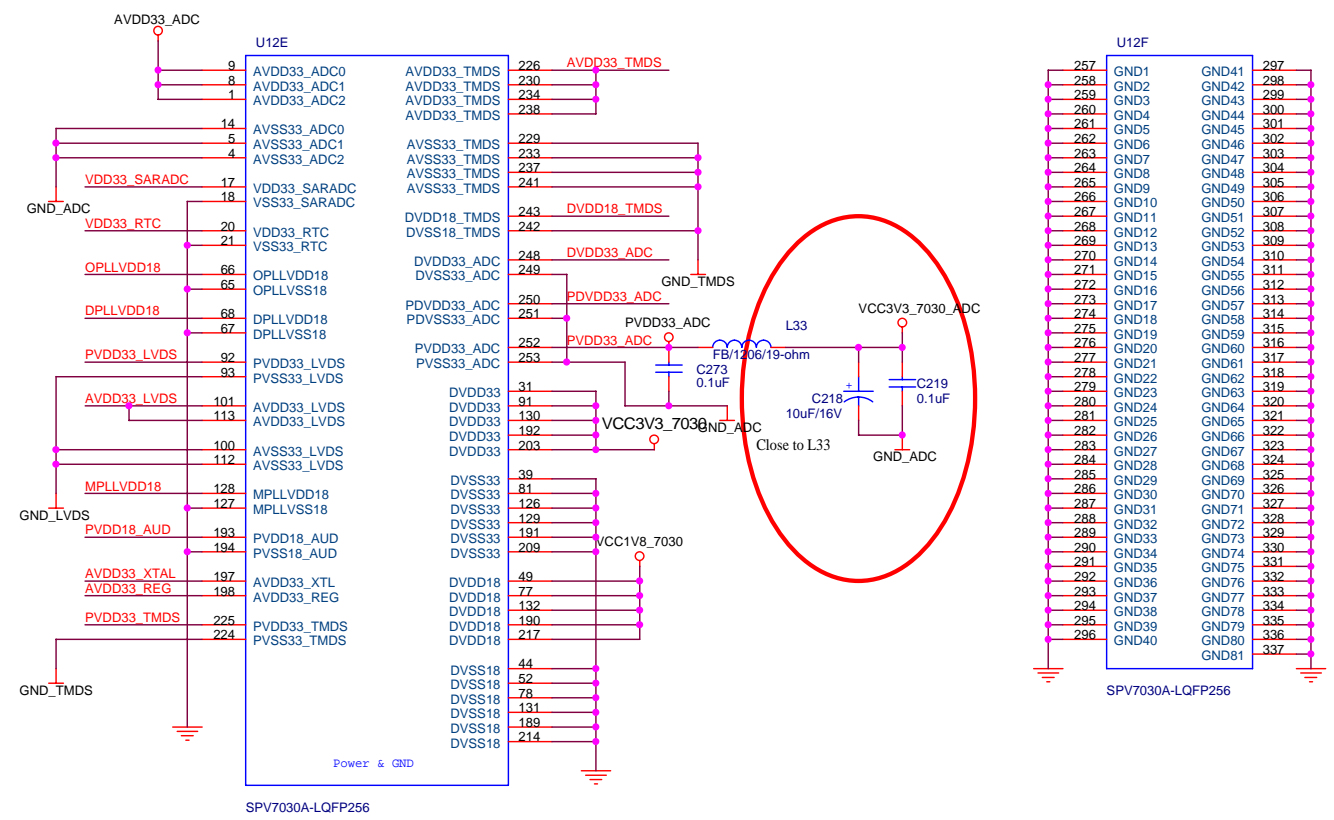 AVDD33_ADC
U12E
9 AVDD33_ADC0 AVDD33_TMDS 226 AVDD33_TMDS
8 AVDD33_ADC1 AVDD33_TMDS 230
1 AVDD33_ADC2 AVDD33_TMDS 234
AVDD33_TMDS 238
14 AVSS33_ADC0
5 AVSS33_ADC1 AVSS33_TMDS 229
4 AVSS33_ADC2 AVSS33_TMDS 233
AVSS33_TMDS 237
VDD33_SARADC 17 VDD33_SARADC AVSS33_TMDS 241
18 VSS33_SARADC
GND_ADC
DVDD18_TMDS 243 DVDD18_TMDS
VDD33_RTC 20 VDD33_RTC DVSS18_TMDS 242
21 VSS33_RTC
DVDD33_ADC 248 DVDD33_ADC
OPLLVDD18 66 OPLLVDD18 DVSS33_ADC 249
GND_TMDS
65 OPLLVSS18
PDVDD33_ADC 250 PDVDD33_ADC
DPLLVDD18 68 DPLLVDD18 PDVSS33_ADC 251
67 DPLLVSS18
PVDD33_ADC L33 VCC3V3_7030_ADC
PVDD33_ADC 252 PVDD33_ADC
PVDD33_LVDS 92 PVDD33_LVDS PVSS33_ADC 253 FB/1206/19-ohm
93 PVSS33_LVDS C273
0.1uF
DVDD33 31 C219
AVDD33_LVDS 101 AVDD33_LVDS DVDD33 91 + C218 0.1uF
113 AVDD33_LVDS DVDD33 130 10uF/16V
DVDD33 192 VCC3V3_7030 GND_ADC
100 AVSS33_LVDS DVDD33 203 Close to L33
112 AVSS33_LVDS GND_ADC
DVSS33 39
MPLLVDD18 128 MPLLVDD18 DVSS33 81
127 MPLLVSS18 DVSS33 126
GND_LVDS
DVSS33 129
PVDD18_AUD 193 PVDD18_AUD DVSS33 191
194 PVSS18_AUD DVSS33 209 VCC1V8_7030
AVDD33_XTAL 197 AVDD33_XTL DVDD18 49
AVDD33_REG 198 AVDD33_REG DVDD18 77
DVDD18 132
PVDD33_TMDS 225 PVDD33_TMDS DVDD18 190
224 PVSS33_TMDS DVDD18 217
DVSS18 44
GND_TMDS DVSS18 52
DVSS18 78
DVSS18 131
DVSS18 189
DVSS18 214
Power & GND
SPV7030A-LQFP256
U12F
257 GND1 GND41 297
258 GND2 GND42 298
259 GND3 GND43 299
260 GND4 GND44 300
261 GND5 GND45 301
262 GND6 GND46 302
263 GND7 GND47 303
264 GND8 GND48 304
265 GND9 GND49 305
266 GND10 GND50 306
267 GND11 GND51 307
268 GND12 GND52 308
269 GND13 GND53 309
270 GND14 GND54 310
271 GND15 GND55 311
272 GND16 GND56 312
273 GND17 GND57 313
274 GND18 GND58 314
275 GND19 GND59 315
276 GND20 GND60 316
277 GND21 GND61 317
278 GND22 GND62 318
279 GND23 GND63 319
280 GND24 GND64 320
281 GND25 GND65 321
282 GND26 GND66 322
283 GND27 GND67 323
284 GND28 GND68 324
285 GND29 GND69 325
286 GND30 GND70 326
287 GND31 GND71 327
288 GND32 GND72 328
289 GND33 GND73 329
290 GND34 GND74 330
291 GND35 GND75 331
292 GND36 GND76 332
293 GND37 GND77 333
294 GND38 GND78 334
295 GND39 GND79 335
296 GND40 GND80 336
GND81 337
SPV7030A-LQFP256